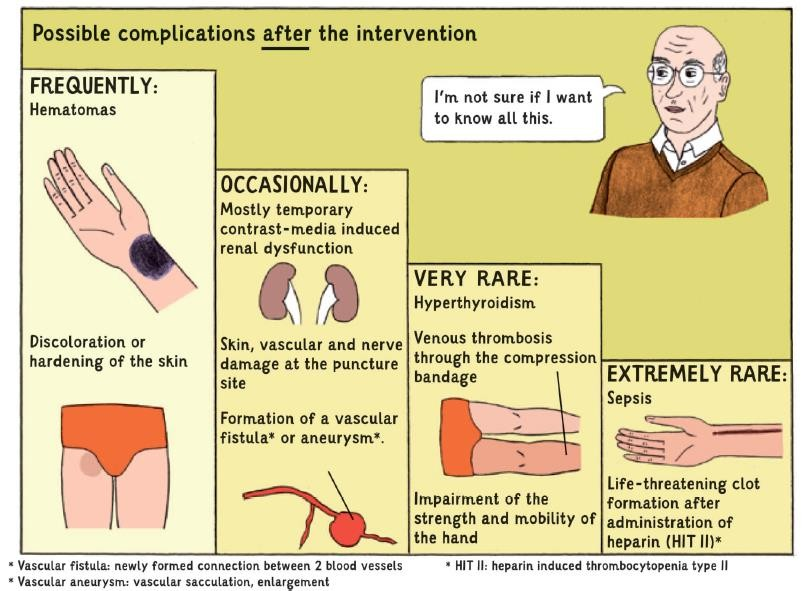 Possible complications after the intervention
I'm not sure if I want
to know all this.
FREQUENTLY:
Hematomas
Discoloration or
hardening of the skin
OCCASIONALLY:
Mostly temporary
contrast-media induced
renal dysfunction
Skin, vascular and nerve
damage at the puncture
site
Formation of a vascular
fistula* or aneurysm*.
VERY RARE:
Hyperthyroidism
Venous thrombosis
through the compression
bandage
Impairment of the
strength and mobility of
the hand
EXTREMELY RARE:
Sepsis
Life-threatening clot
formation after
administration of
heparin (HIT II)*
* Vascular fistula: newly formed connection between 2 blood vessels
* Vascular aneurysm: vascular sacculation, enlargement
* HIT II: heparin induced thrombocytopenia type II